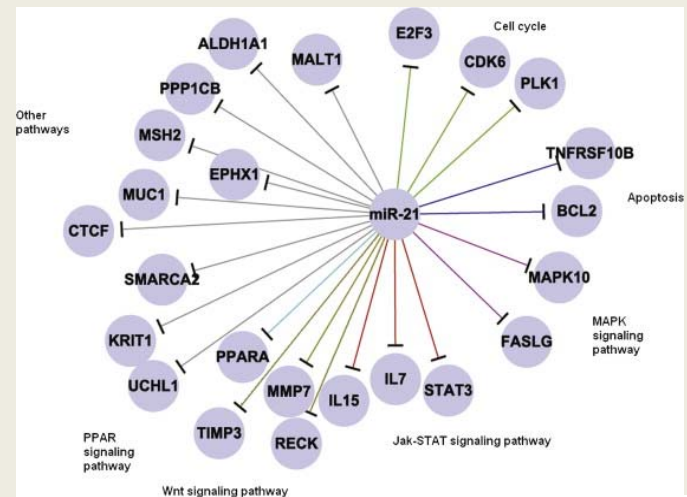 E2F3
Cell cycle
ALDH1A1
MALT1
CDK6
PLK1
PPP1CB
Other
pathways
MSH2
TNFRSF10B
EPHX1
MUC1
miR-21
BCL2
Apoptosis
CTCF
SMARCA2
MAPK10
MAPK
signaling
pathway
KRIT1
PPARA
FASLG
UCHL1
MMP7
IL15
IL7
STAT3
TIMP3
RECK
PPAR
signaling
pathway
Jak-STAT signaling pathway
Wnt signaling pathway